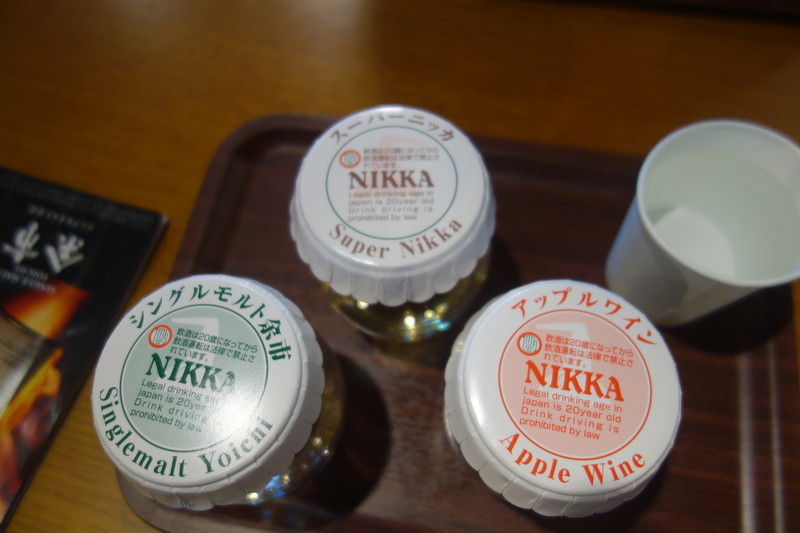 スーパーニッカ
飲酒は20歳になってから
飲酒運転は法律で禁止さ
れています。
NIKKA
Legal drinking age in
japan is 20year old
Drink driving is
prohibited by law
Super Nikka
シングルモルト余市
飲酒は20歳になってから
飲酒運転は法律で禁止さ
れています。
NIKKA
Legal drinking age in
japan is 20year old
Drink driving is
prohibited by law
Singlemalt Yoichi
アップルワイン
飲酒は20歳になってから
飲酒運転は法律で禁止さ
れています。
NIKKA
Legal drinking age in
japan is 20year old
Drink driving is
prohibited by law
Apple Wine